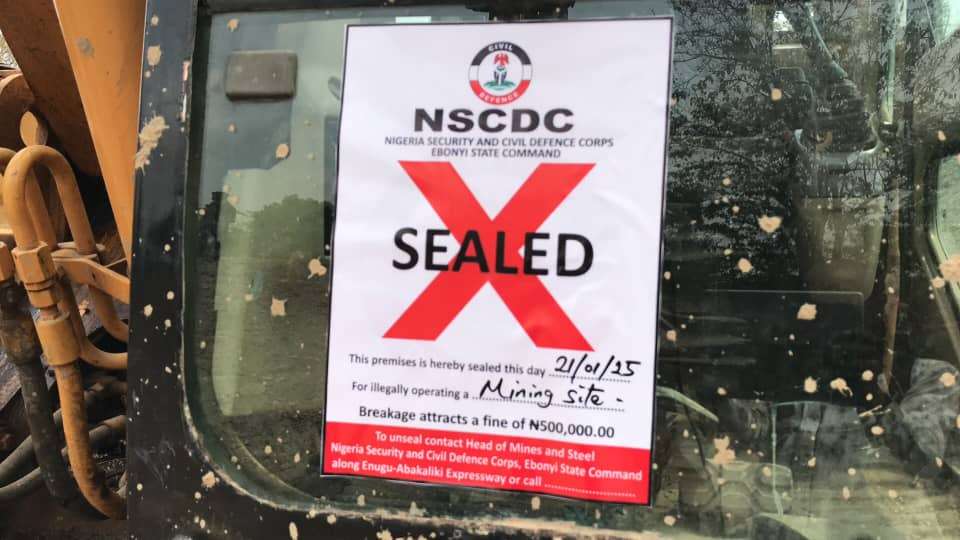 CIVIL
DEFENCE
NSCDC
NIGERIA SECURITY AND CIVIL DEFENCE CORPS
EBONYI STATE COMMAND
X
SEALED
This premises is hereby sealed this day 21/01/25
For illegally operating a Mining site -
Breakage attracts a fine of ₦500,000.00
To unseal contact Head of Mines and Steel
Nigeria Security and Civil Defence Corps, Ebonyi State Command
along Enugu-Abakaliki Expressway or call ........................